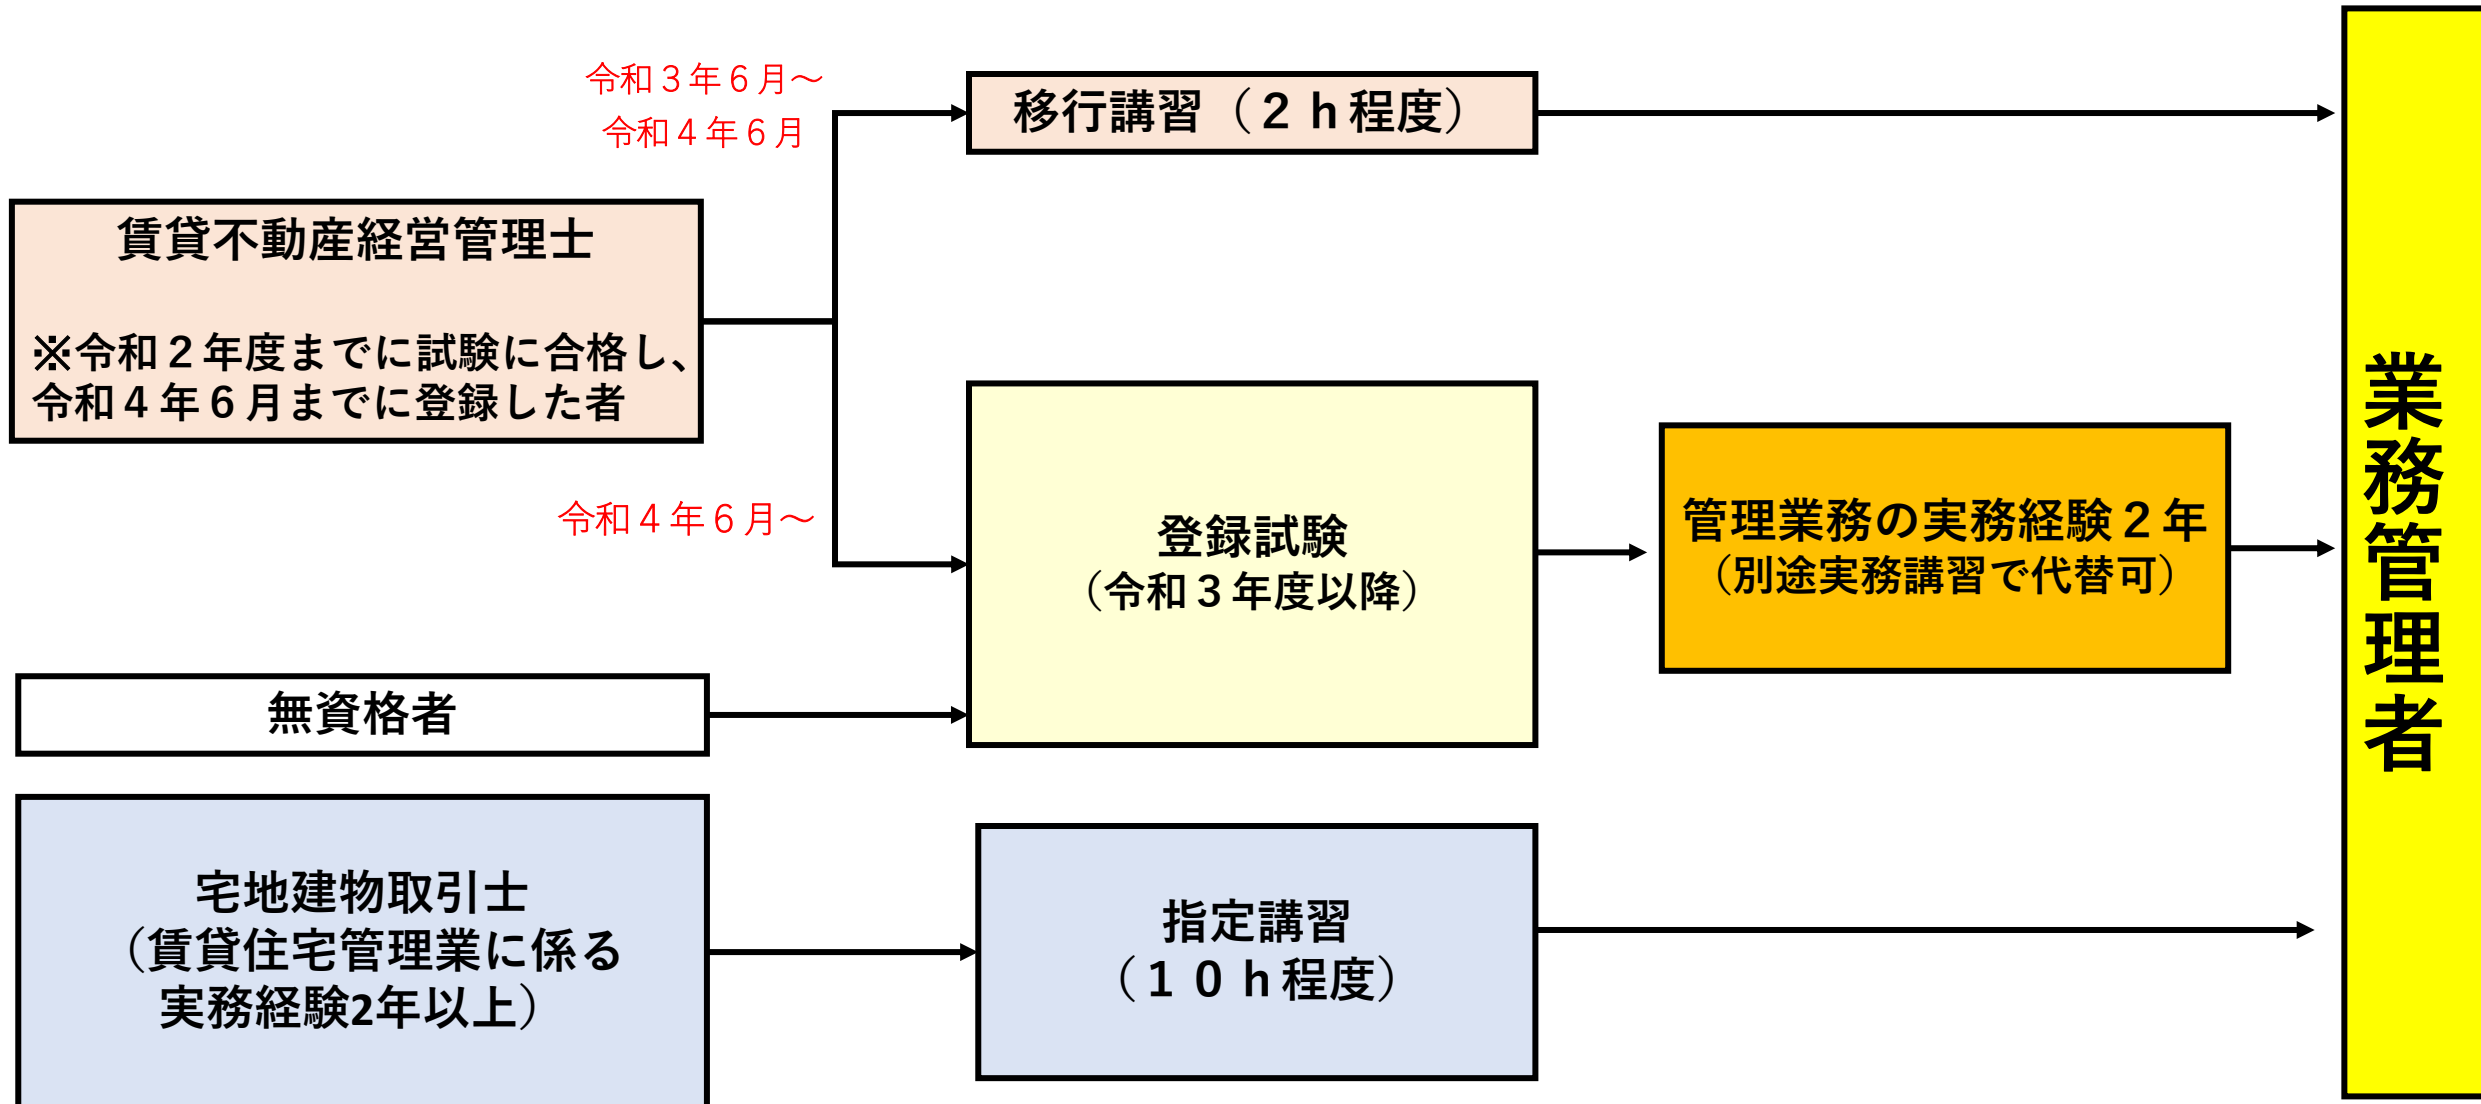 令和３年６月～
令和４年６月
移行講習（２ｈ程度）
賃貸不動産経営管理士
※令和２年度までに試験に合格し、
令和４年６月までに登録した者
令和４年６月～
登録試験
（令和３年度以降）
管理業務の実務経験２年
（別途実務講習で代替可）
無資格者
宅地建物取引士
（賃貸住宅管理業に係る
実務経験2年以上）
指定講習
（１０ｈ程度）
業務管理者